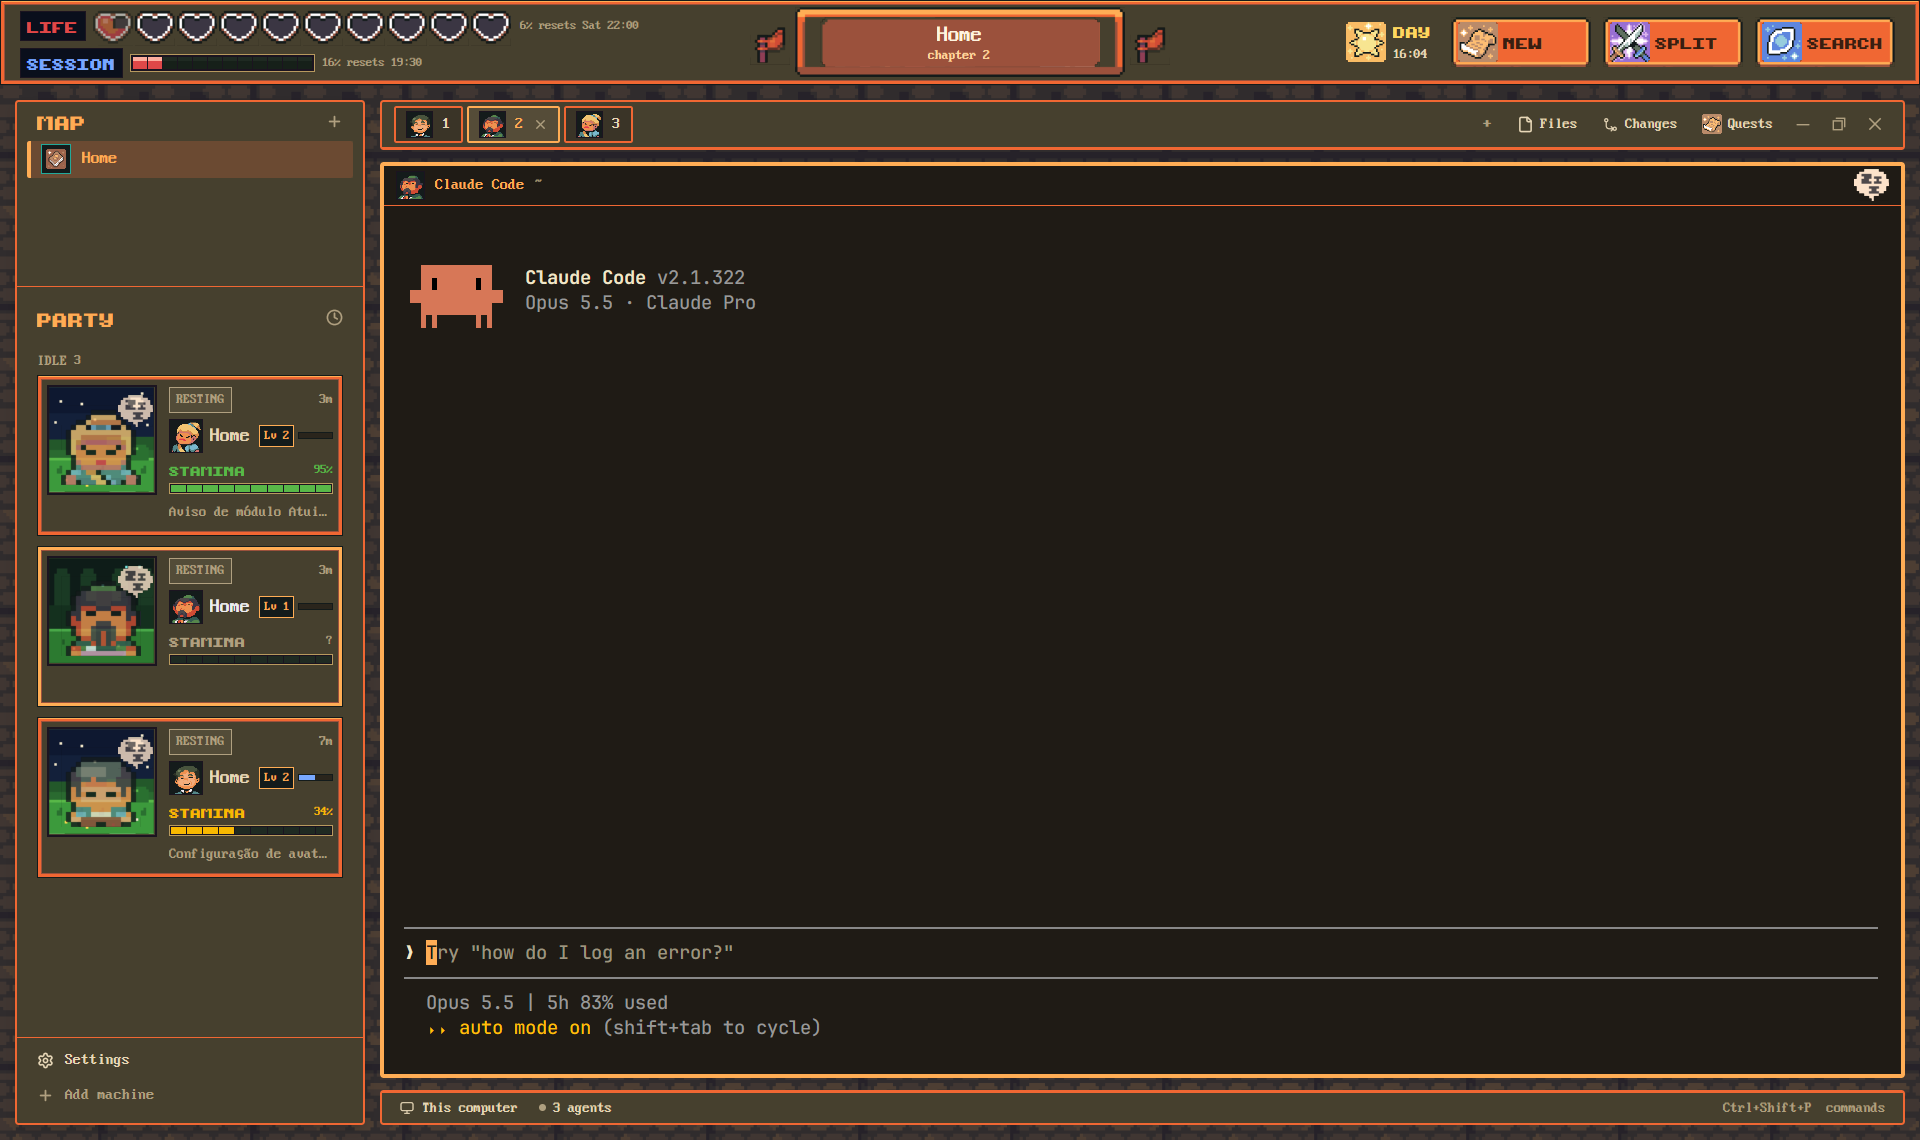 LIFE
6% resets Sat 22:00
SESSION
16% resets 19:30
Home
chapter 2
DAY
16:04
NEW
SPLIT
SEARCH
MAP
+
Home
PARTY
IDLE 3
RESTING
3m
Home
Lv 2
STAMINA
95%
Aviso de módulo Atui…
RESTING
3m
Home
Lv 1
STAMINA
?
RESTING
7m
Home
Lv 2
STAMINA
34%
Configuração de avat…
Settings
+ Add machine
1
2
3
+ Files Changes Quests
Claude Code ~
Claude Code v2.1.322
Opus 5.5 · Claude Pro
❯ Try "how do I log an error?"
Opus 5.5 | 5h 83% used
▸▸ auto mode on (shift+tab to cycle)
This computer ● 3 agents
Ctrl+Shift+P commands